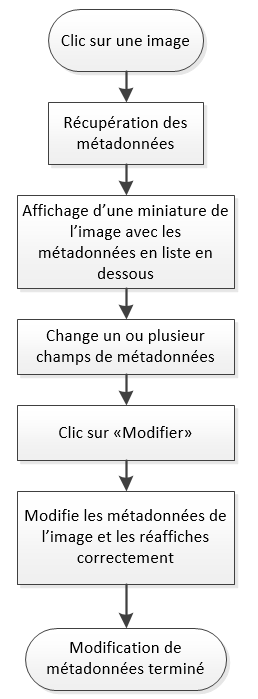 Clic sur une image
Récupération des
métadonnées
Affichage d’une miniature de
l’image avec les
métadonnées en liste en
dessous
Change un ou plusieur
champs de métadonnées
Clic sur «Modifier»
Modifie les métadonnées de
l’image et les réaffiches
correctement
Modification de
métadonnées terminé